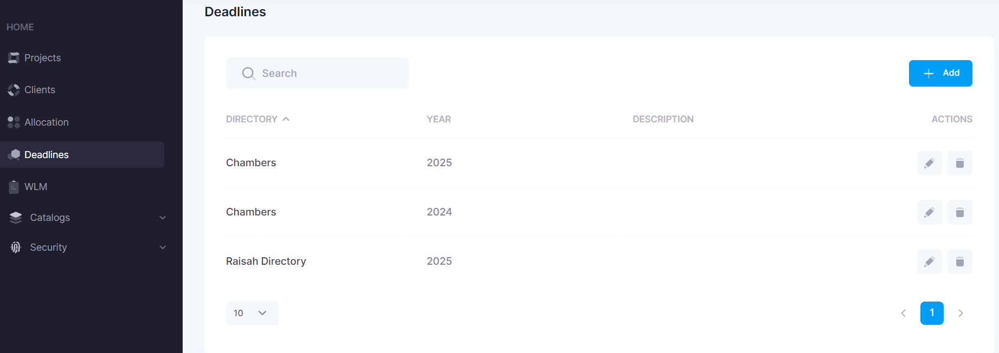 HOME
Projects
Clients
Allocation
Deadlines
WLM
Catalogs
Security
Deadlines
Search
Add
DIRECTORY YEAR DESCRIPTION ACTIONS
Chambers 2025
Chambers 2024
Raisah Directory 2025
10
1